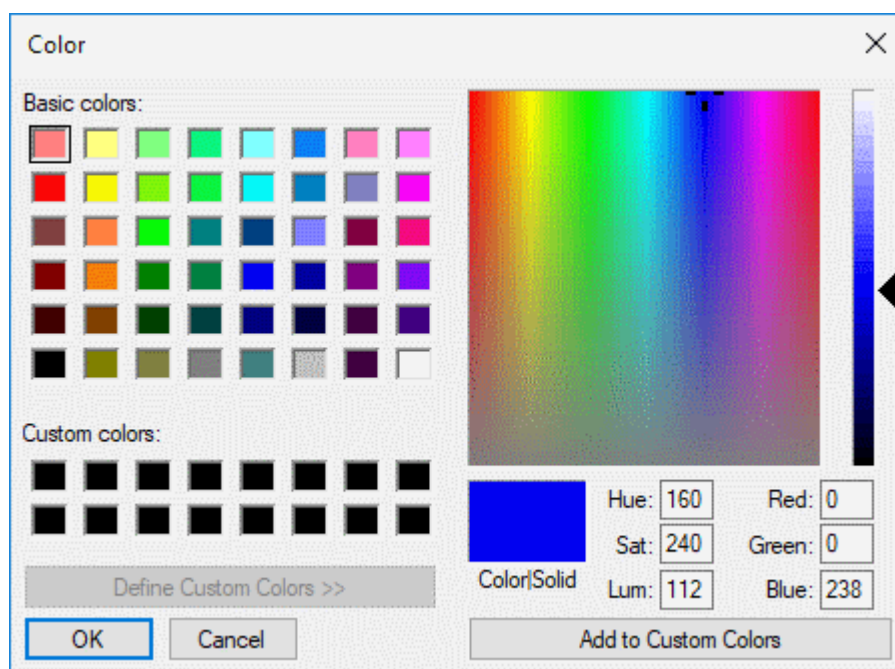 Color
Basic colors:
Custom colors:
Define Custom Colors >>
OK
Cancel
Color|Solid
Hue: 160
Sat: 240
Lum: 112
Red: 0
Green: 0
Blue: 238
Add to Custom Colors